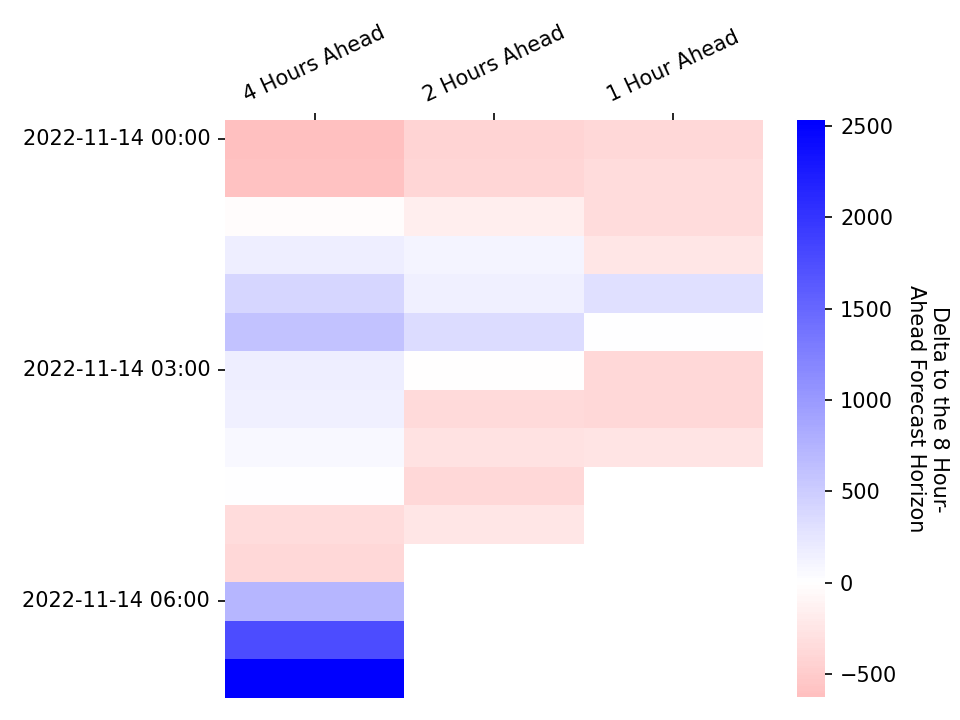 4 Hours Ahead
2 Hours Ahead
1 Hour Ahead
2022-11-14 00:00
2022-11-14 03:00
2022-11-14 06:00
2500
2000
1500
1000
500
0
−500
Delta to the 8 Hour-
Ahead Forecast Horizon